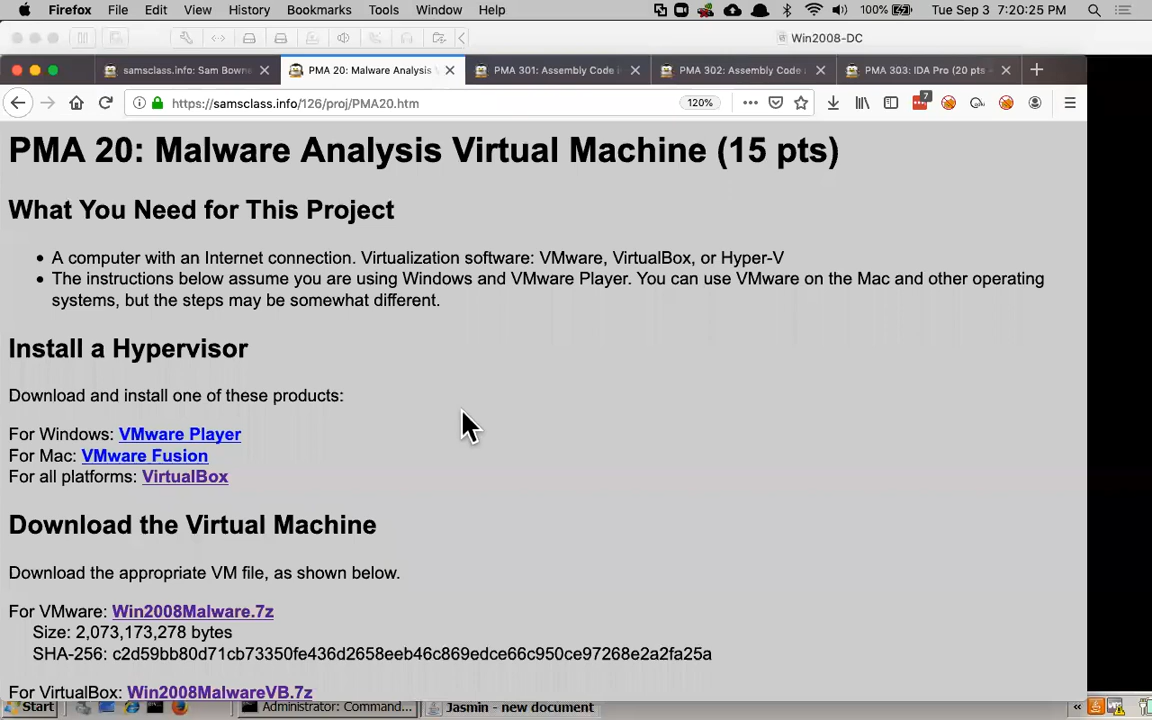 Firefox File Edit View History Bookmarks Tools Window Help 100% Tue Sep 3 7:20:25 PM
Win2008-DC
samsclass.info: Sam Bowne PMA 20: Malware Analysis V PMA 301: Assembly Code i PMA 302: Assembly Code PMA 303: IDA Pro (20 pts
https://samsclass.info/126/proj/PMA20.htm 120% 7
PMA 20: Malware Analysis Virtual Machine (15 pts)
What You Need for This Project
• A computer with an Internet connection. Virtualization software: VMware, VirtualBox, or Hyper-V
• The instructions below assume you are using Windows and VMware Player. You can use VMware on the Mac and other operating
systems, but the steps may be somewhat different.
Install a Hypervisor
Download and install one of these products:
For Windows: VMware Player
For Mac: VMware Fusion
For all platforms: VirtualBox
Download the Virtual Machine
Download the appropriate VM file, as shown below.
For VMware: Win2008Malware.7z
Size: 2,073,173,278 bytes
SHA-256: c2d59bb80d71cb73350fe436d2658eeb46c869edce66c950ce97268e2a2fa25a
For VirtualBox: Win2008MalwareVB.7z
Start Administrator: Command... Jasmin - new document